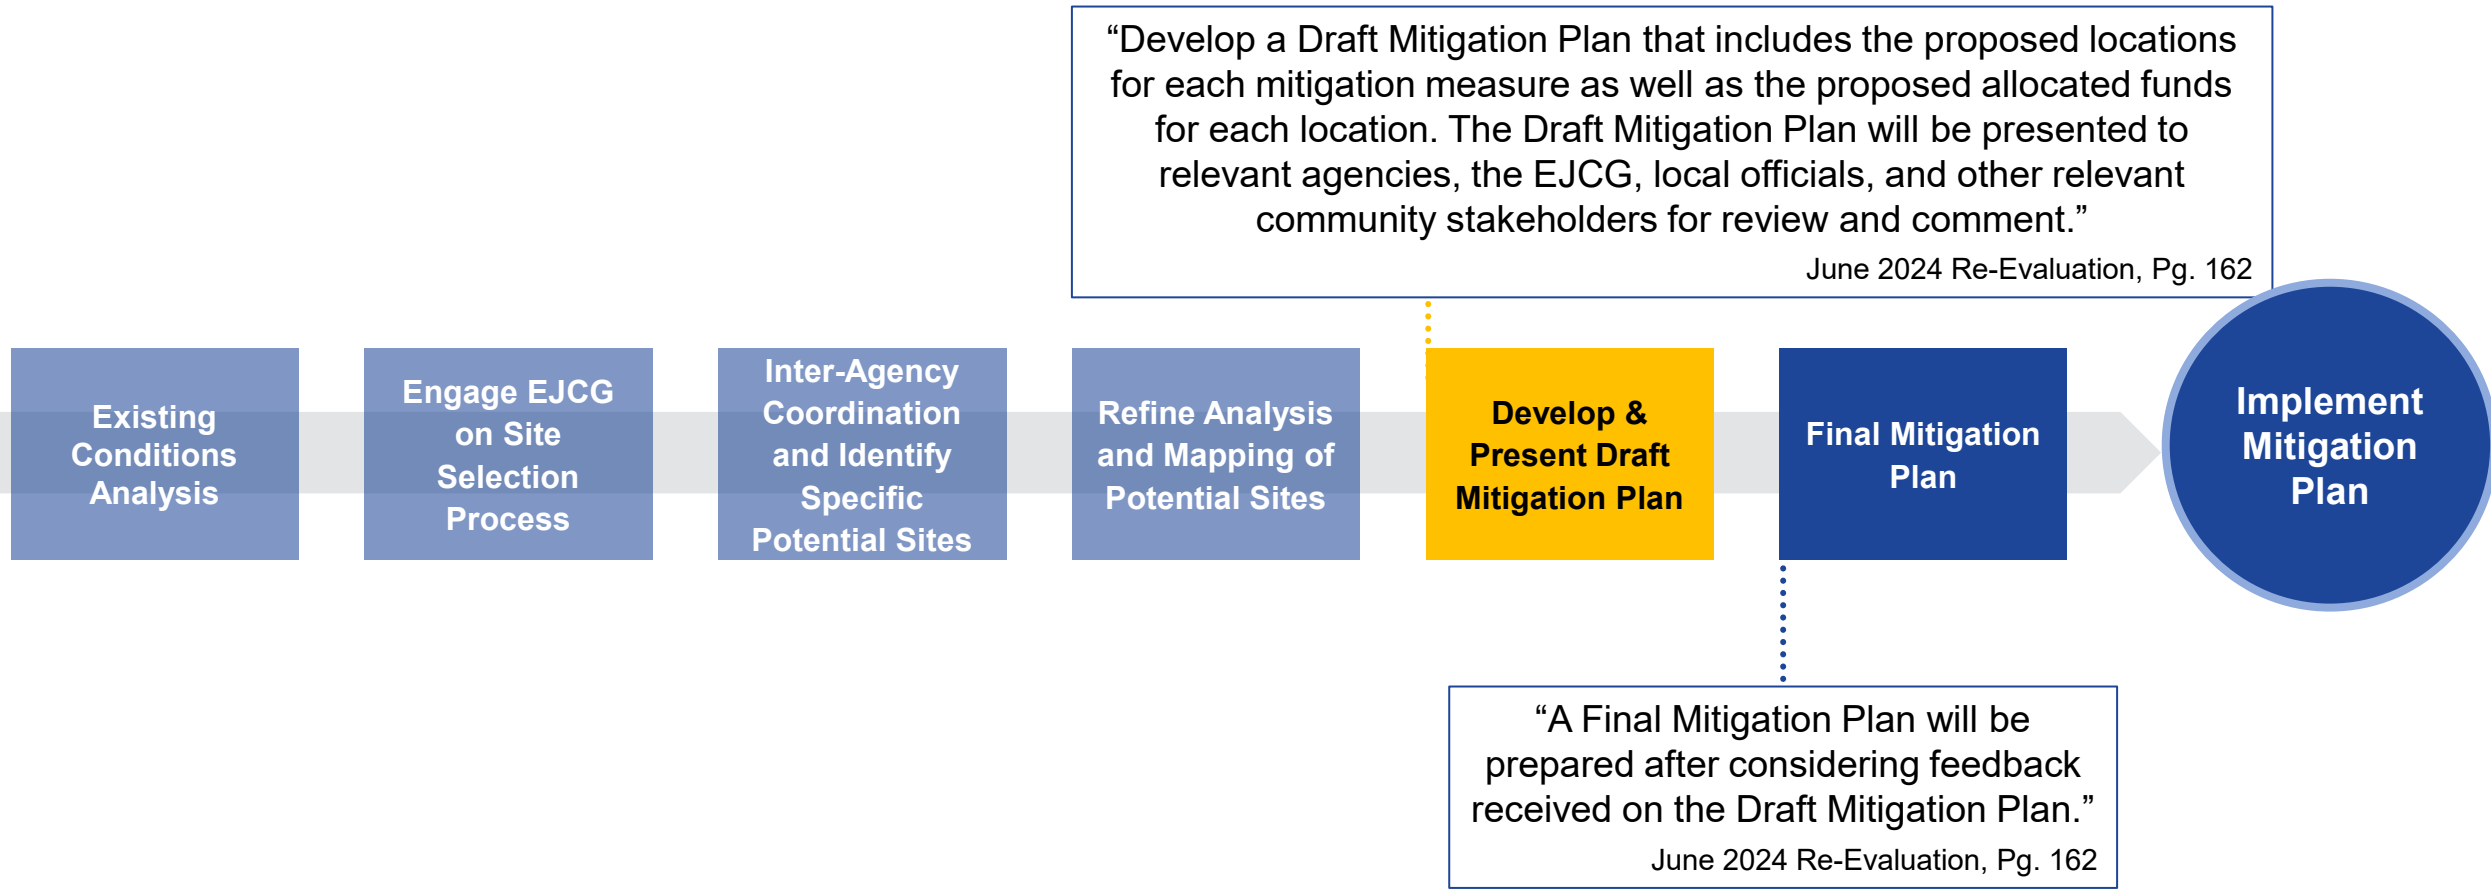 “Develop a Draft Mitigation Plan that includes the proposed locations
for each mitigation measure as well as the proposed allocated funds
for each location. The Draft Mitigation Plan will be presented to
relevant agencies, the EJCG, local officials, and other relevant
community stakeholders for review and comment.”
June 2024 Re-Evaluation, Pg. 162
Existing
Conditions
Analysis
Engage EJCG
on Site
Selection
Process
Inter-Agency
Coordination
and Identify
Specific
Potential Sites
Refine Analysis
and Mapping of
Potential Sites
Develop &
Present Draft
Mitigation Plan
Final Mitigation
Plan
Implement
Mitigation
Plan
“A Final Mitigation Plan will be
prepared after considering feedback
received on the Draft Mitigation Plan.”
June 2024 Re-Evaluation, Pg. 162